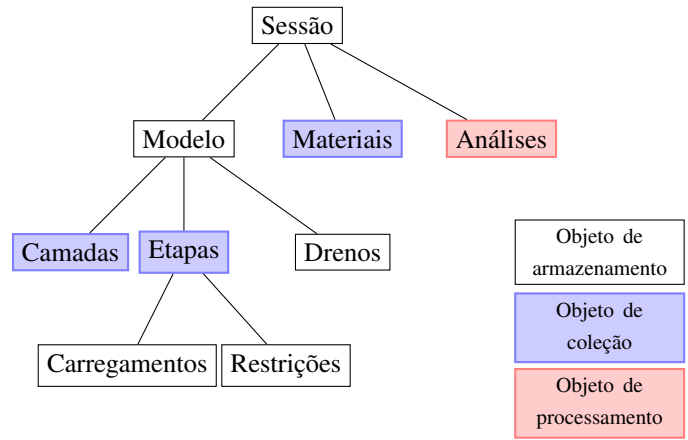 Sessão
Modelo
Materiais
Análises
Camadas
Etapas
Drenos
Carregamentos
Restrições
Objeto de
armazenamento
Objeto de
coleção
Objeto de
processamento